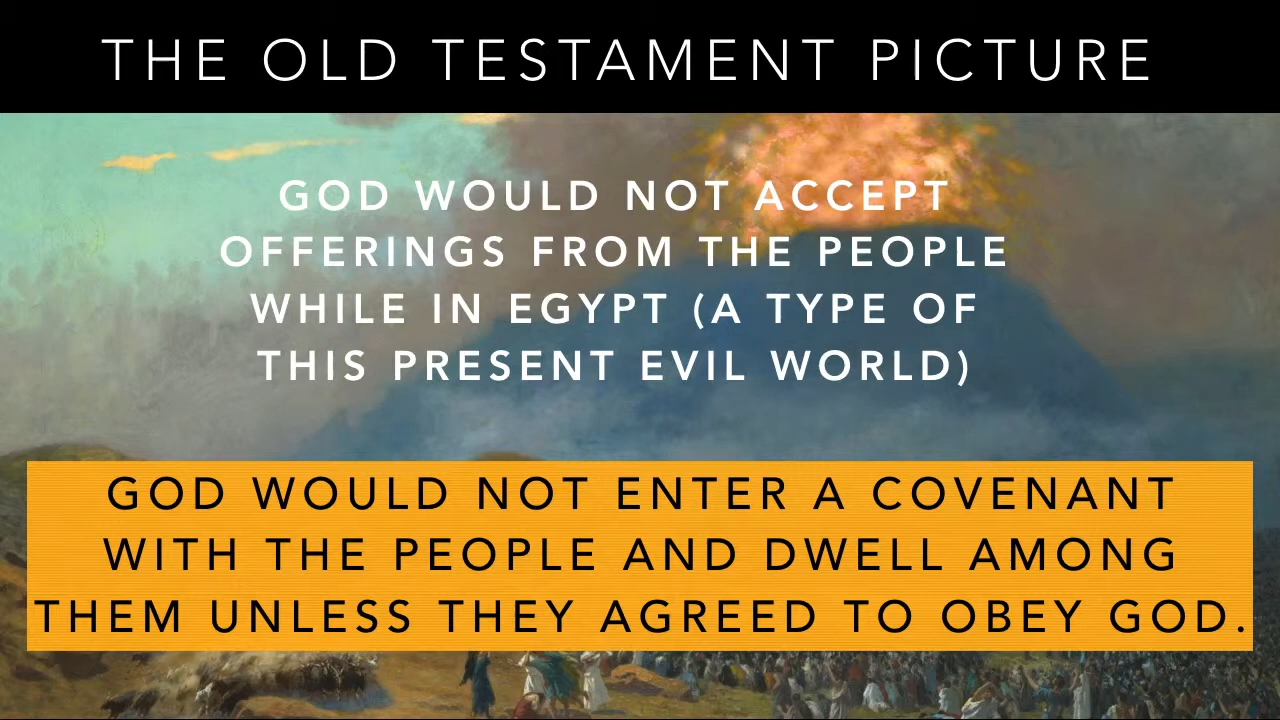 THE OLD TESTAMENT PICTURE
GOD WOULD NOT ACCEPT
OFFERINGS FROM THE PEOPLE
WHILE IN EGYPT (A TYPE OF
THIS PRESENT EVIL WORLD)
GOD WOULD NOT ENTER A COVENANT
WITH THE PEOPLE AND DWELL AMONG
THEM UNLESS THEY AGREED TO OBEY GOD.